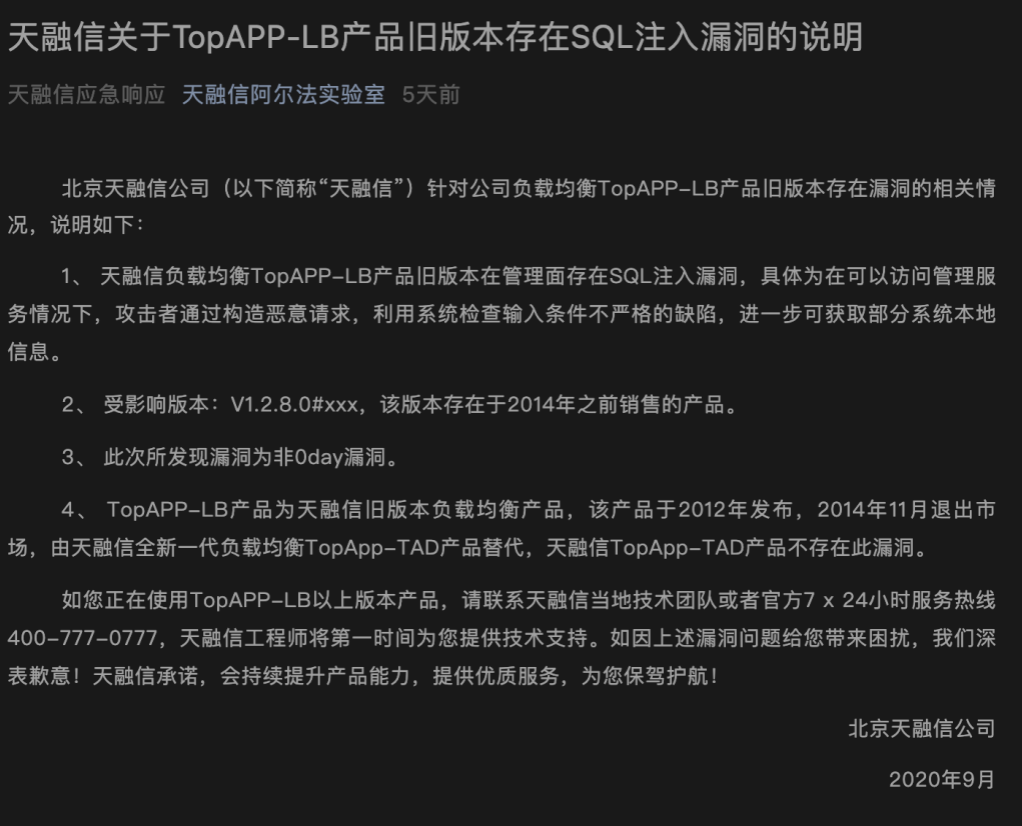 天融信关于TopAPP-LB产品旧版本存在SQL注入漏洞的说明
天融信应急响应 天融信阿尔法实验室 5天前
北京天融信公司（以下简称“天融信”）针对公司负载均衡TopAPP-LB产品旧版本存在漏洞的相关情
况，说明如下：
1、 天融信负载均衡TopAPP-LB产品旧版本在管理面存在SQL注入漏洞，具体为在可以访问管理服
务情况下，攻击者通过构造恶意请求，利用系统检查输入条件不严格的缺陷，进一步可获取部分系统本地
信息。
2、 受影响版本：V1.2.8.0#xxx，该版本存在于2014年之前销售的产品。
3、 此次所发现漏洞为非0day漏洞。
4、 TopAPP-LB产品为天融信旧版本负载均衡产品，该产品于2012年发布，2014年11月退出市
场，由天融信全新一代负载均衡TopApp-TAD产品替代，天融信TopApp-TAD产品不存在此漏洞。
如您正在使用TopAPP-LB以上版本产品，请联系天融信当地技术团队或者官方7 x 24小时服务热线
400-777-0777，天融信工程师将第一时间为您提供技术支持。如因上述漏洞问题给您带来困扰，我们深
表歉意！天融信承诺，会持续提升产品能力，提供优质服务，为您保驾护航！
北京天融信公司
2020年9月